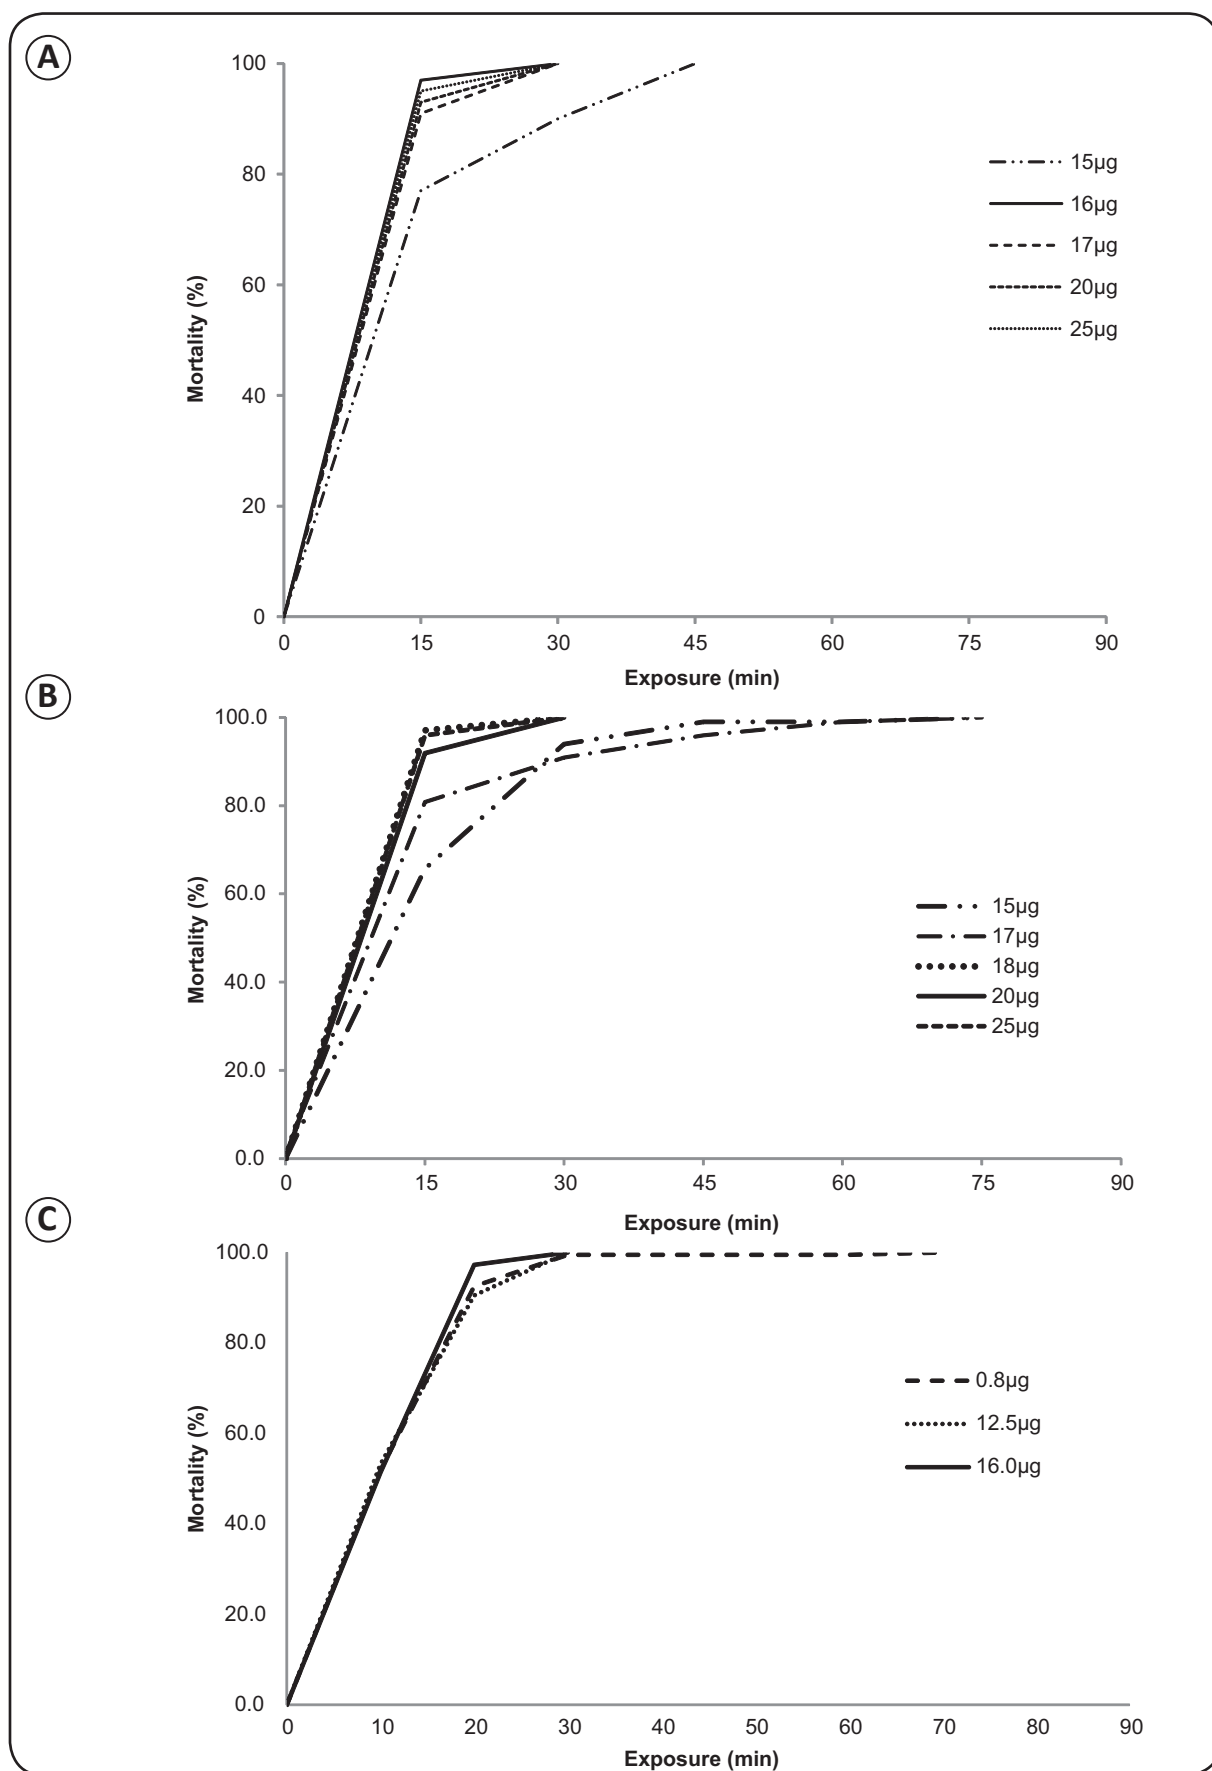 A
100
80
60
40
20
0
Mortality (%)
0 15 30 45 60 75 90
Exposure (min)
15µg
16µg
17µg
20µg
25µg
B
100.0
80.0
60.0
40.0
20.0
0.0
Mortality (%)
0 15 30 45 60 75 90
Exposure (min)
15µg
17µg
18µg
20µg
25µg
C
100.0
80.0
60.0
40.0
20.0
0.0
Mortality (%)
0 10 20 30 40 50 60 70 80 90
Exposure (min)
0.8µg
12.5µg
16.0µg